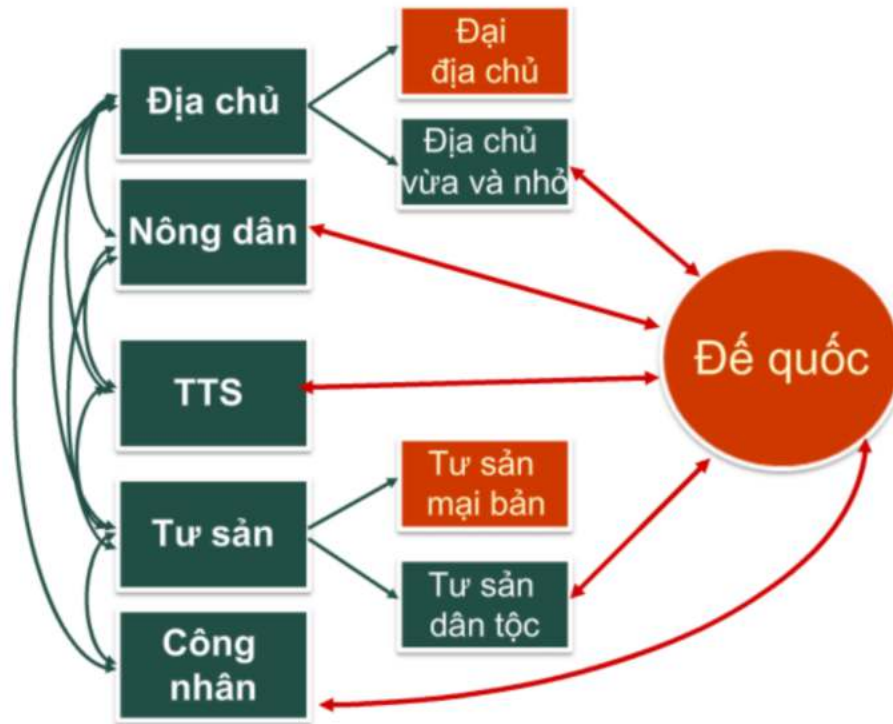 Đại
địa chủ
Địa chủ
Địa chủ
vừa và nhỏ
Nông dân
Đế quốc
TTS
Tư sản
mại bản
Tư sản
Tư sản
dân tộc
Công
nhân